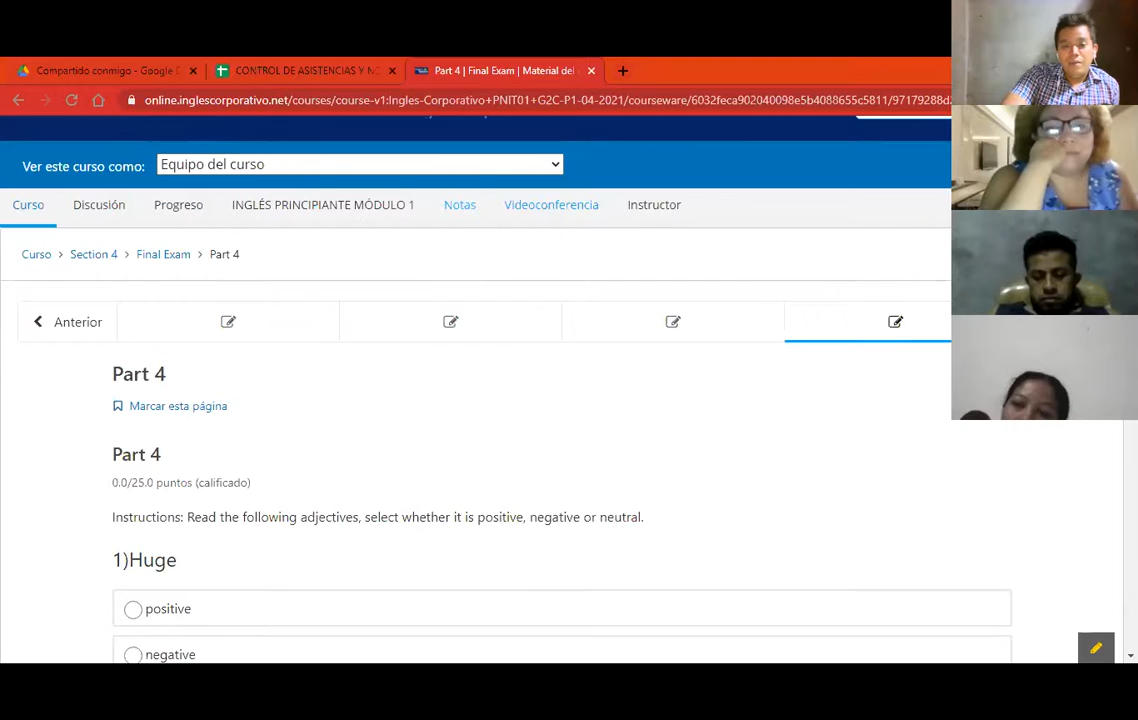 Compartido conmigo - Google D
CONTROL DE ASISTENCIAS Y NO
Part 4 | Final Exam | Material del
online.inglescorporativo.net/courses/course-v1:Ingles-Corporativo+PNIT01+G2C-P1-04-2021/courseware/6032feca902040098e5b4088655c5811/97179288d
Ver este curso como: Equipo del curso
Curso Discusión Progreso INGLÉS PRINCIPIANTE MÓDULO 1 Notas Videoconferencia Instructor
Curso > Section 4 > Final Exam > Part 4
Anterior
Part 4
Marcar esta página
Part 4
0.0/25.0 puntos (calificado)
Instructions: Read the following adjectives, select whether it is positive, negative or neutral.
1)Huge
positive
negative